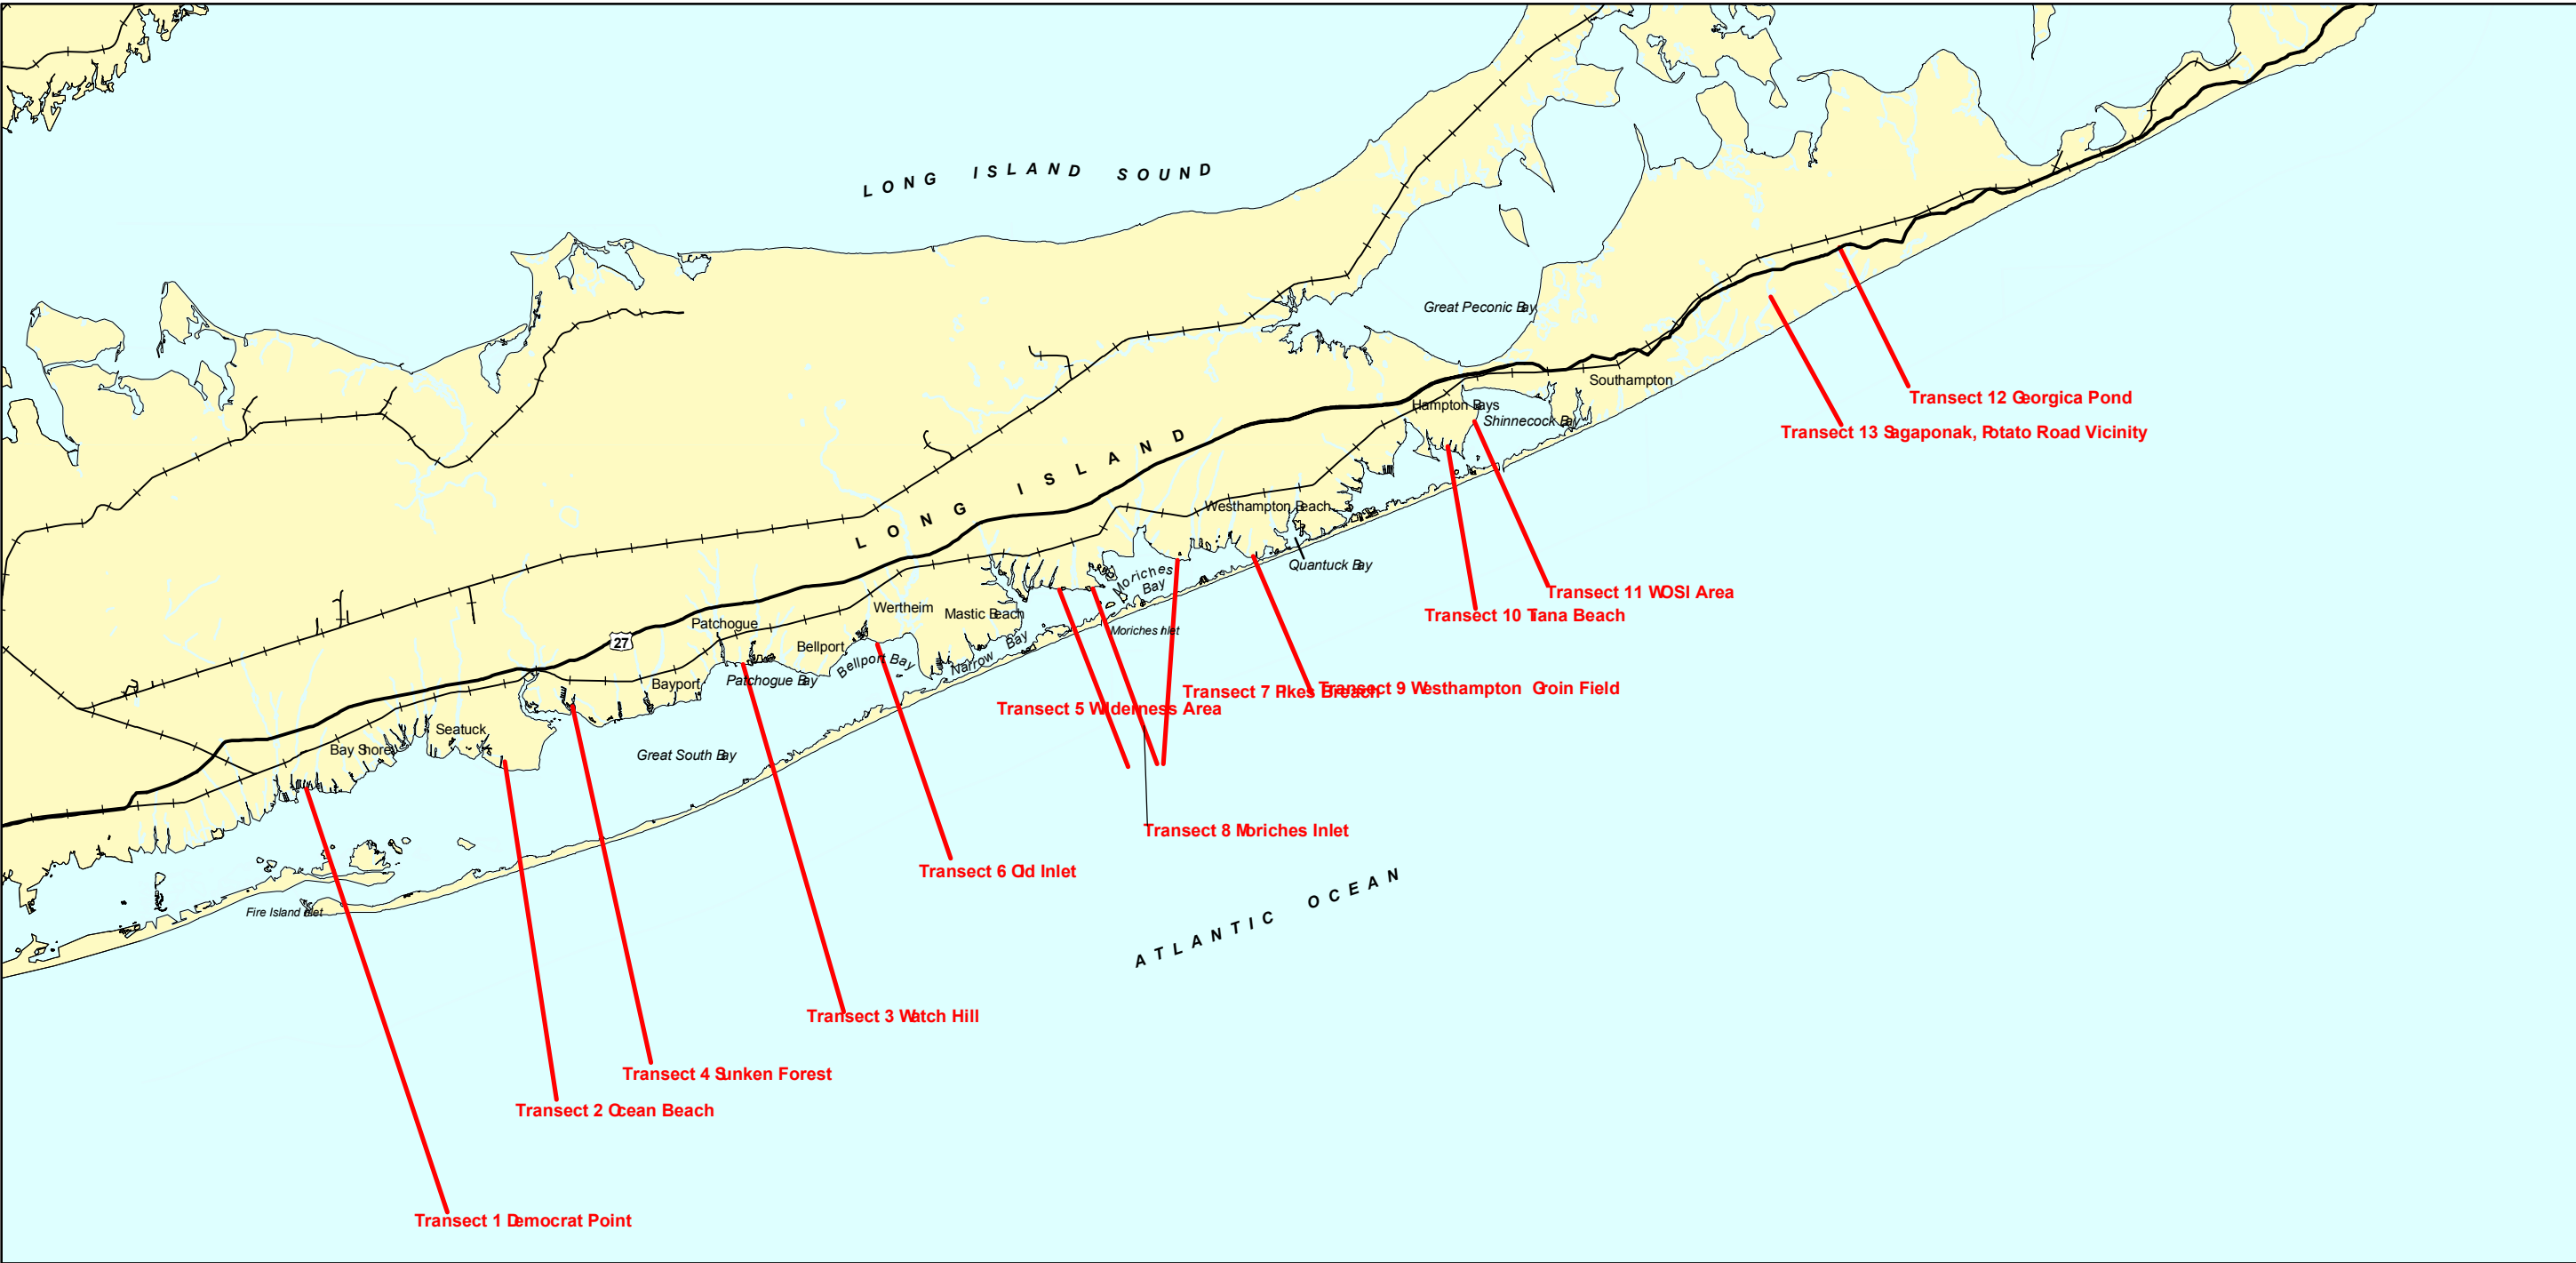 LONG ISLAND SOUND
Great Peconic Bay
Southampton
Transect 12 Georgica Pond
Hampton Bays
Shinnecock Bay
Transect 13 Sagaponak, Potato Road Vicinity
LONG ISLAND
Westhampton Beach
Quantuck Bay
Moriches
Bay
Transect 11 WOSI Area
Wertheim
Mastic Beach
Transect 10 Tiana Beach
Patchogue
27
Moriches Inlet
Bellport
Narrow Bay
Bellport Bay
Patchogue Bay
Bayport
Transect 7 Pikes Breach
Transect 9 Westhampton Groin Field
Transect 5 Wilderness Area
Seatuck
Bay Shore
Great South Bay
Transect 8 Moriches Inlet
Transect 6 Old Inlet
ATLANTIC OCEAN
Fire Island Inlet
Transect 3 Watch Hill
Transect 4 Sunken Forest
Transect 2 Ocean Beach
Transect 1 Democrat Point